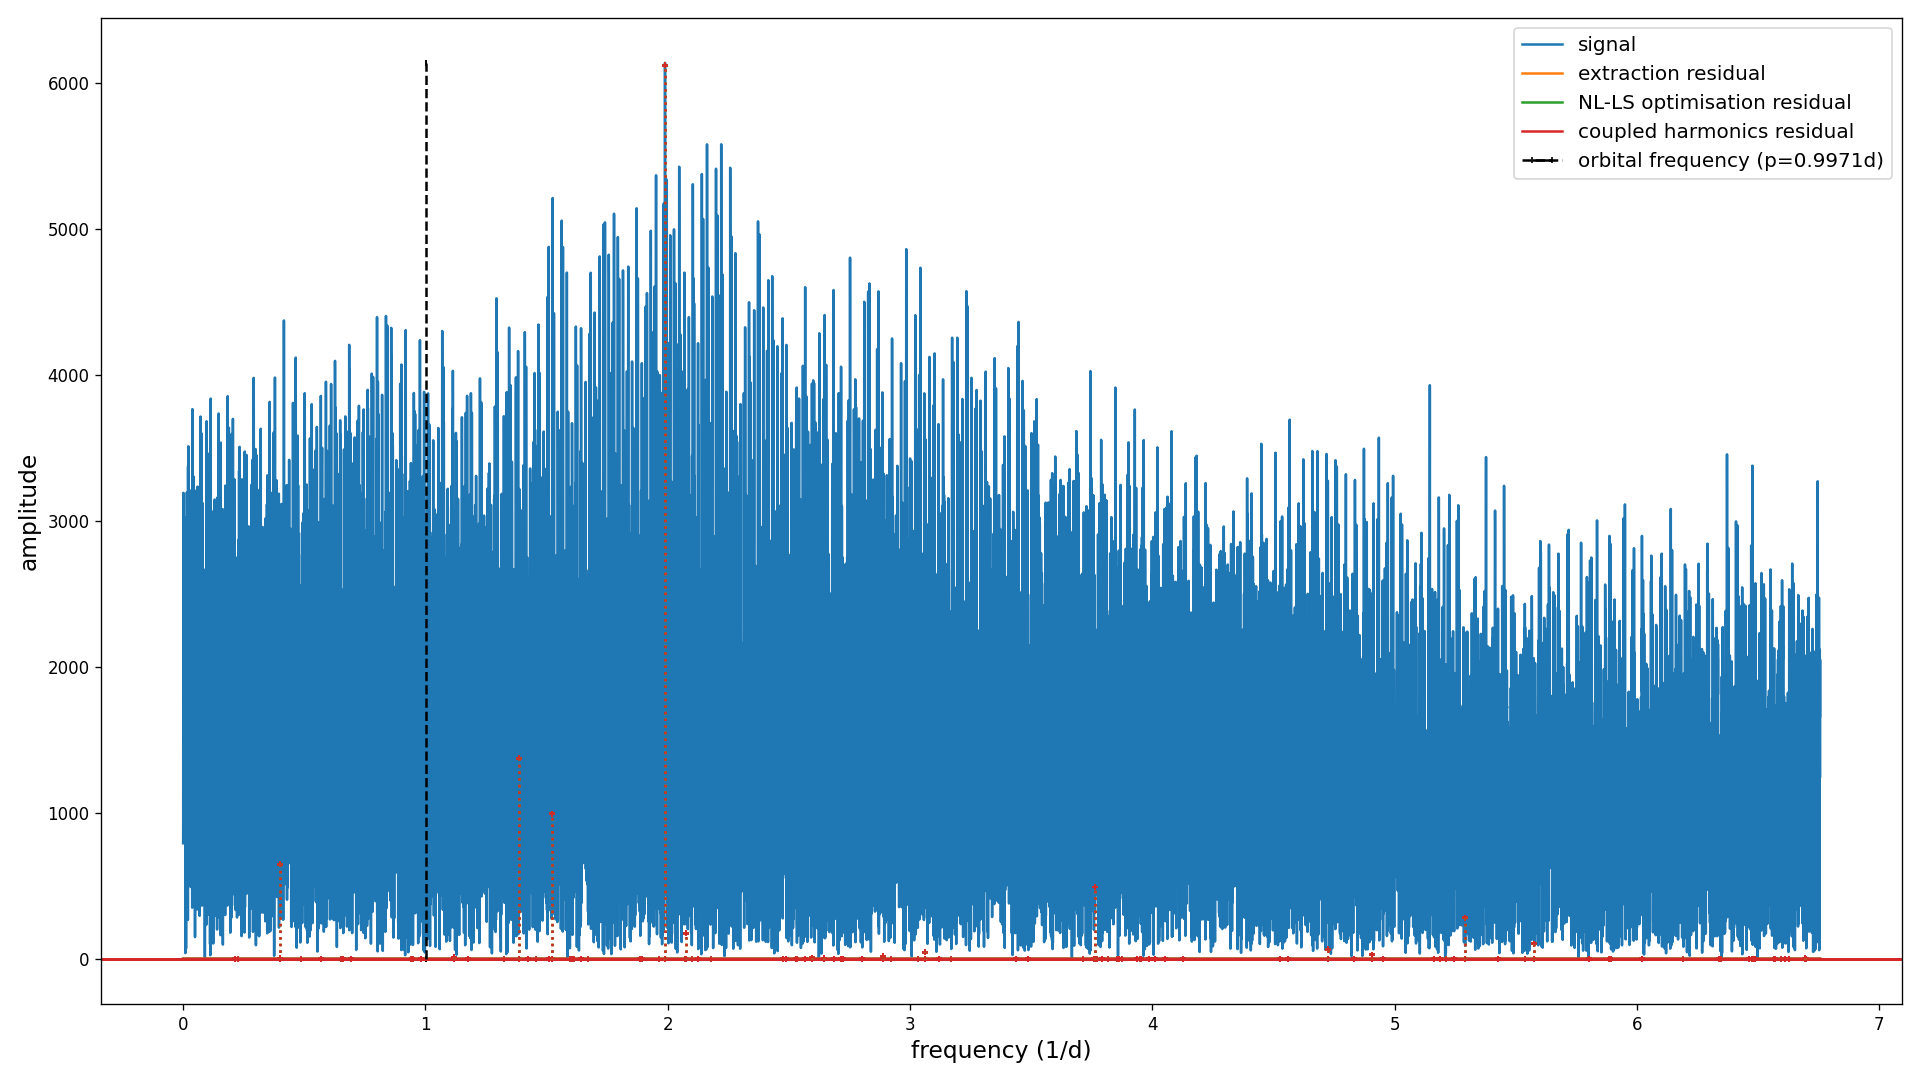 signal
extraction residual
NL-LS optimisation residual
coupled harmonics residual
orbital frequency (p=0.9971d)
amplitude
6000
5000
4000
3000
2000
1000
0
0 1 2 3 4 5 6 7
frequency (1/d)